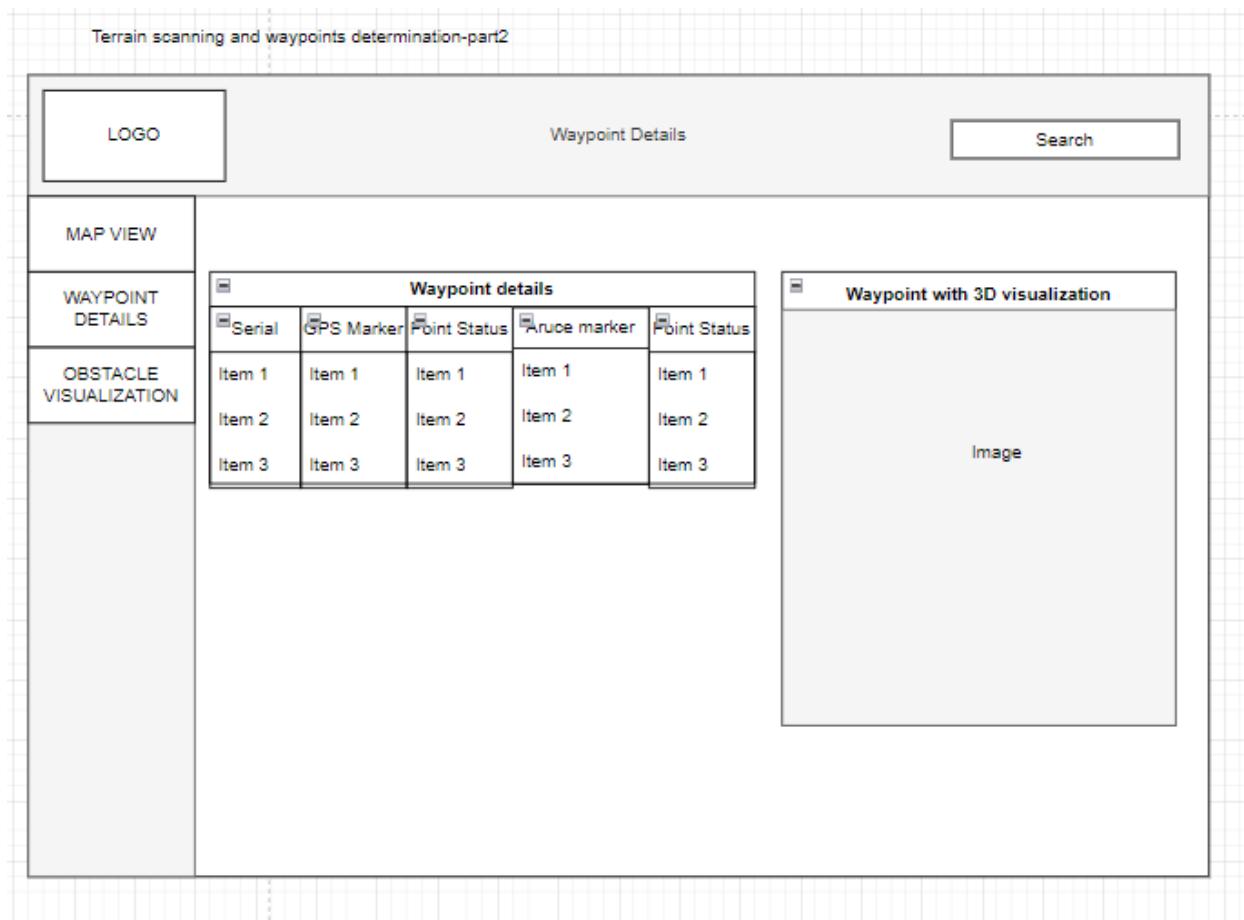 Terrain scanning and waypoints determination-part2
LOGO
Waypoint Details
Search
MAP VIEW
WAYPOINT
DETAILS
OBSTACLE
VISUALIZATION
Waypoint details
Serial GPS Marker Point Status Aruce marker Point Status
Item 1 Item 1 Item 1 Item 1 Item 1
Item 2 Item 2 Item 2 Item 2 Item 2
Item 3 Item 3 Item 3 Item 3 Item 3
Waypoint with 3D visualization
Image